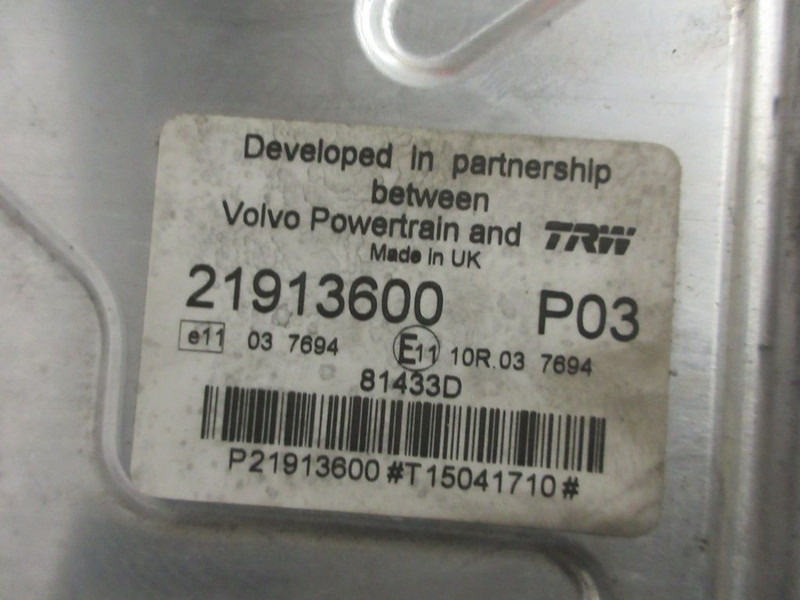 Developed in partnership
between
Volvo Powertrain and TRW
Made in UK
21913600 P03
e11 03 7694 E11 10R.03 7694
81433D
P21913600#T15041710#